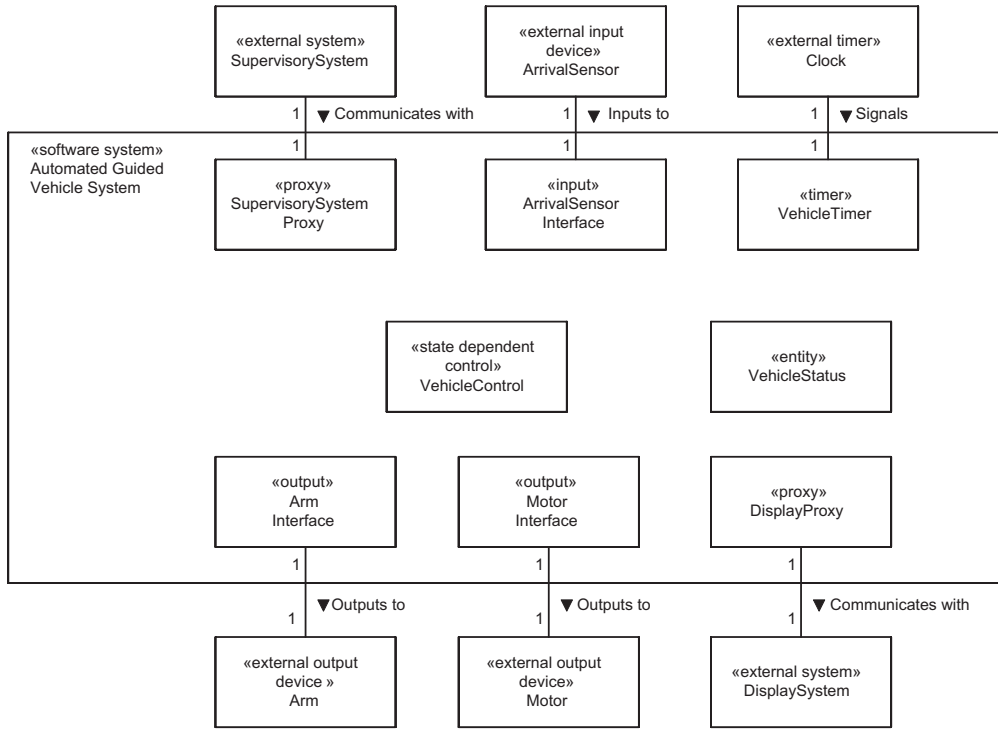 «external system»
SupervisorySystem
«external input
device»
ArrivalSensor
«external timer»
Clock
1
▼ Communicates with
1
▼ Inputs to
1
▼ Signals
«software system»
Automated Guided
Vehicle System
1
1
1
«proxy»
SupervisorySystem
Proxy
«input»
ArrivalSensor
Interface
«timer»
VehicleTimer
«state dependent
control»
VehicleControl
«entity»
VehicleStatus
«output»
Arm
Interface
«output»
Motor
Interface
«proxy»
DisplayProxy
1
1
1
1
▼Outputs to
1
▼Outputs to
1
▼ Communicates with
«external output
device »
Arm
«external output
device»
Motor
«external system»
DisplaySystem